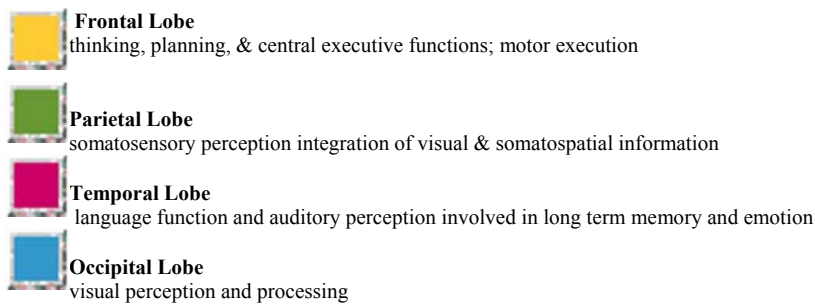 Frontal Lobe
thinking, planning, & central executive functions; motor execution
Parietal Lobe
somatosensory perception integration of visual & somatospatial information
Temporal Lobe
language function and auditory perception involved in long term memory and emotion
Occipital Lobe
visual perception and processing